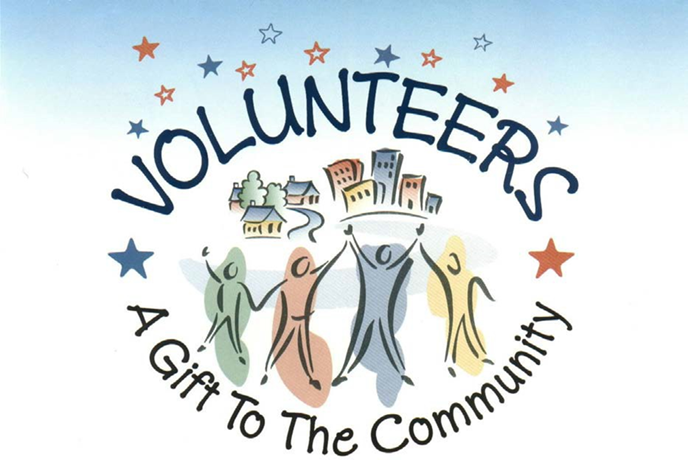 VOLUNTEERS
A Gift To The Community